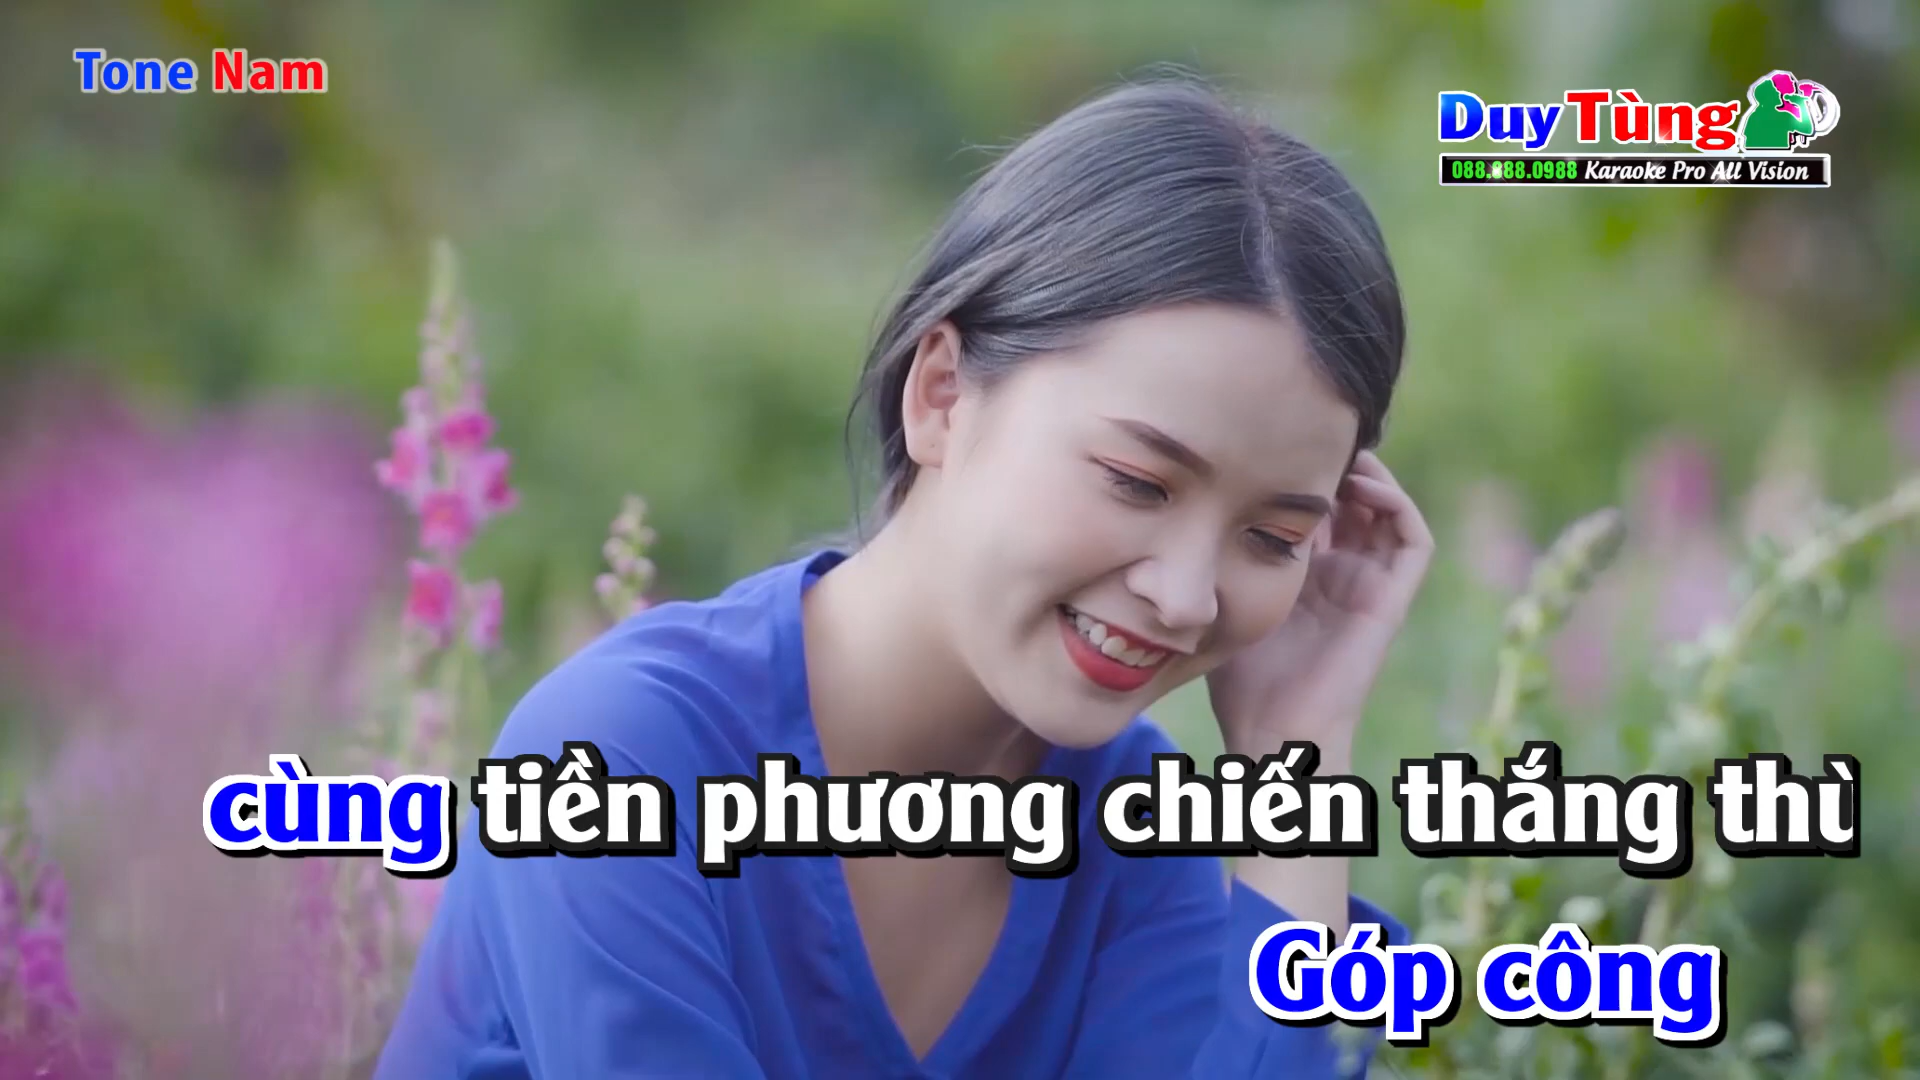 Tone Nam
Duy Tùng
088.888.0988 Karaoke Pro All Vision
cùng tiền phương chiến thắng thù
Góp công